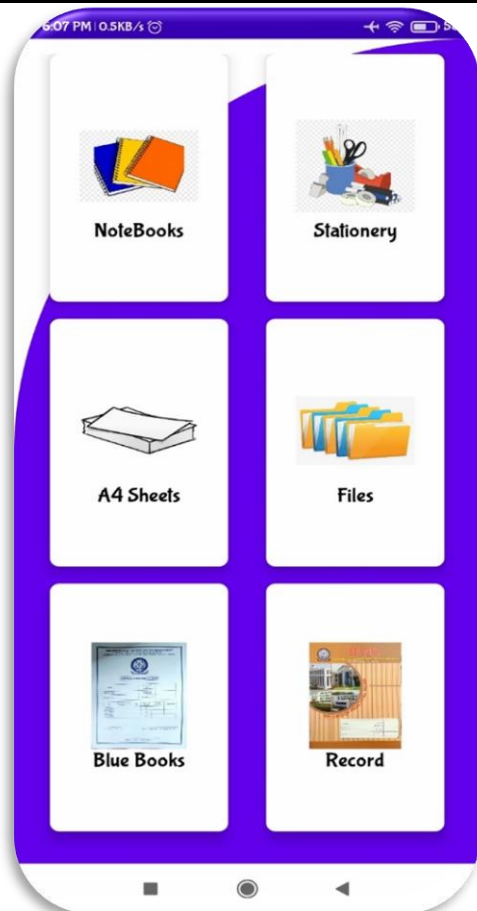 6:07 PM | 0.5KB/s
NoteBooks
Stationery
A4 Sheets
Files
Blue Books
Record